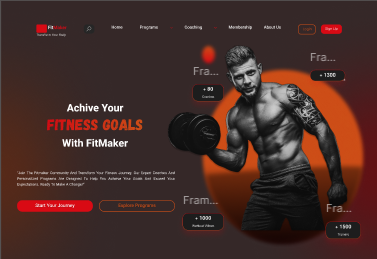 FitMaker
Transform Your Body
Home Programs Coaching Membership About Us
Login Sign Up
Fram...
Fra...
+ 1300
+ 80
Coaches
Achive Your
FITNESS GOALS
With FitMaker
"Join The Fitmaker Community And Transform Your Fitness Journey. Our Expert Coaches And
Personalized Programs Are Designed To Help You Achieve Your Goals And Exceed Your
Expectations. Ready To Make A Change?"
Start Your Journey Explore Programs
Fram...
+ 1000
Workout Videos
Fra...
+ 1500
Trainers